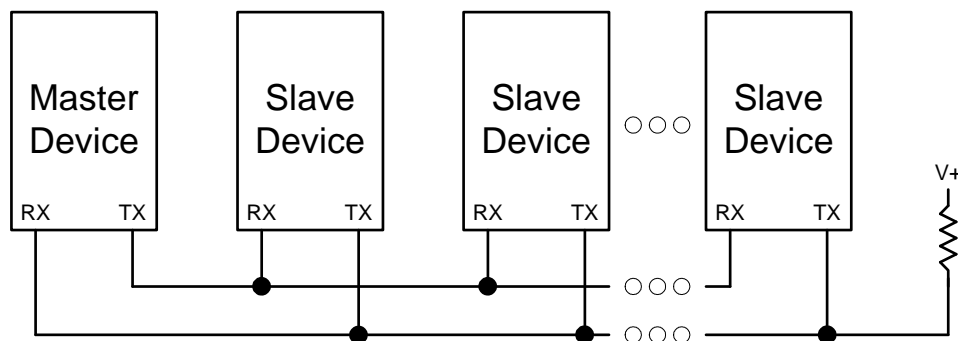 Master
Device
Slave
Device
Slave
Device
Slave
Device
RX TX
RX TX
RX TX
RX TX
V+